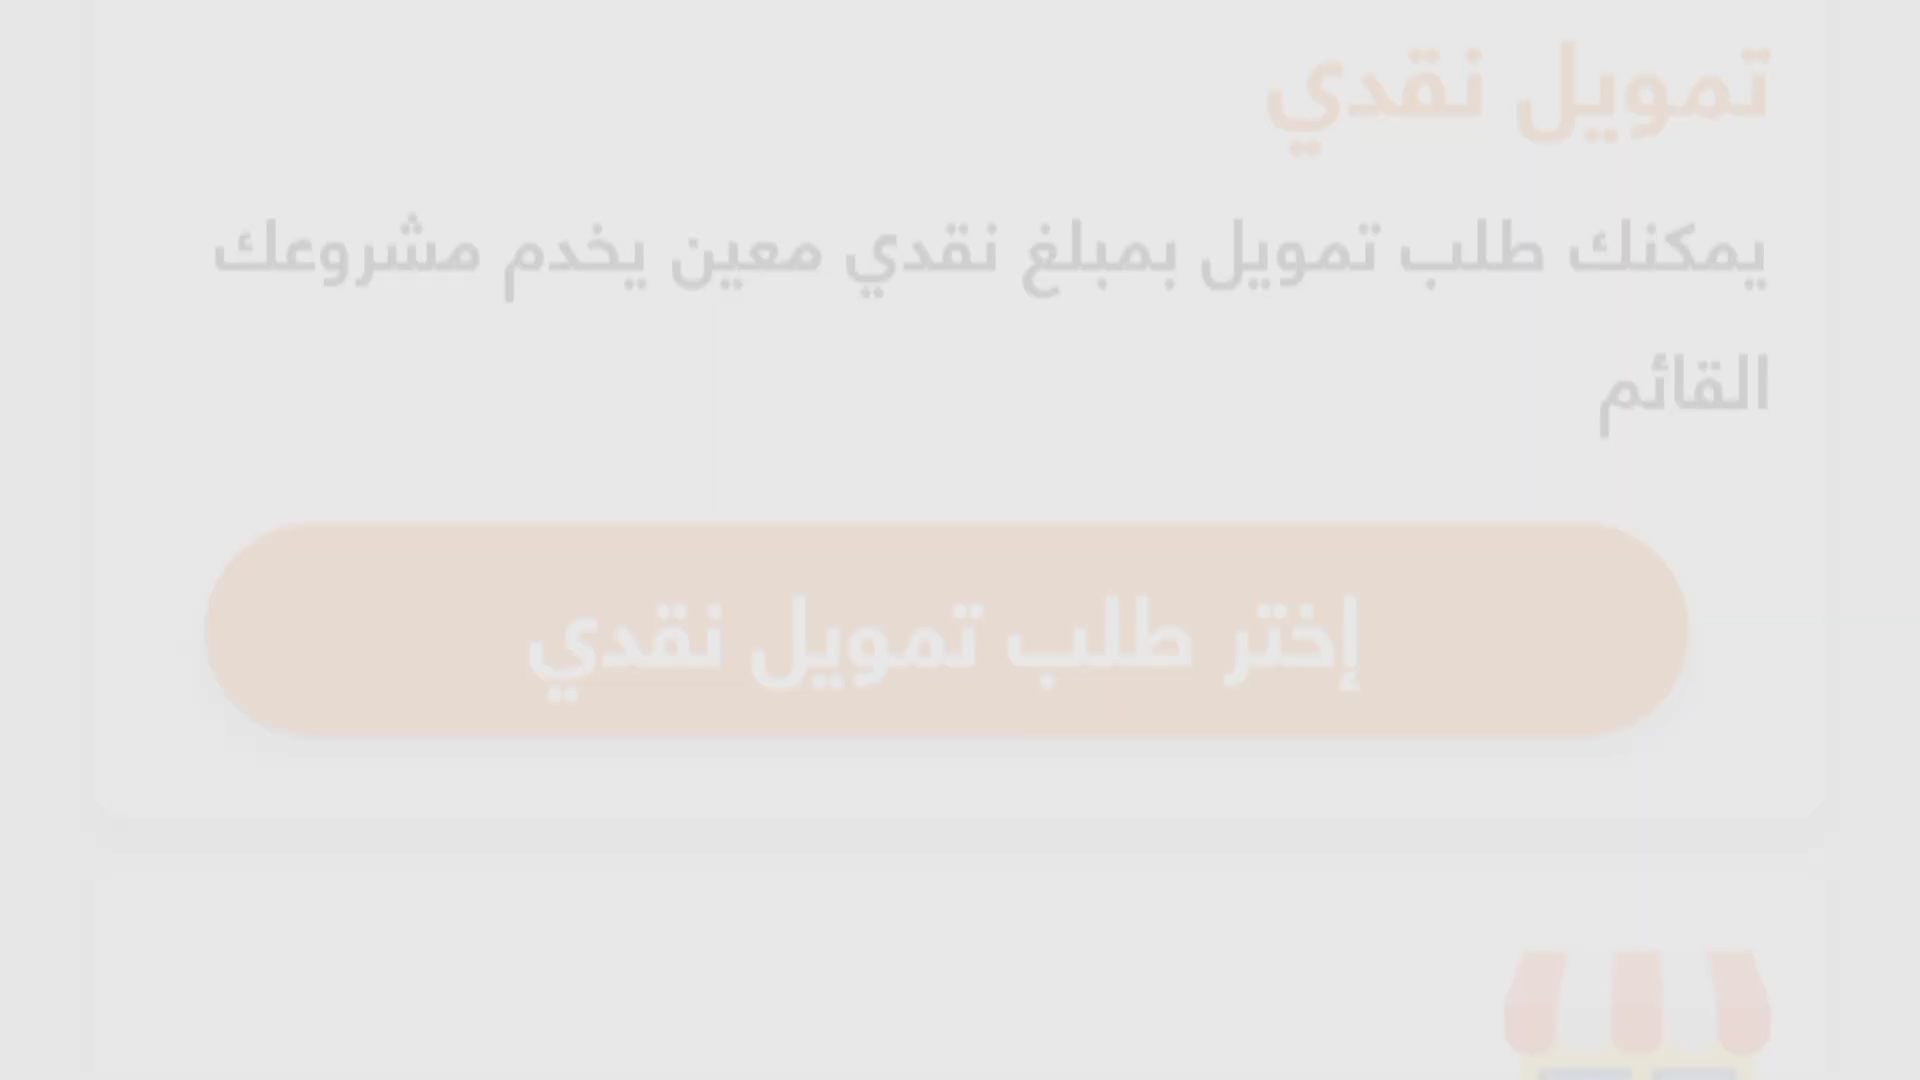 تمويل نقدي
يمكنك طلب تمويل بمبلغ نقدي معين يخدم مشروعك
القائم
إختر طلب تمويل نقدي